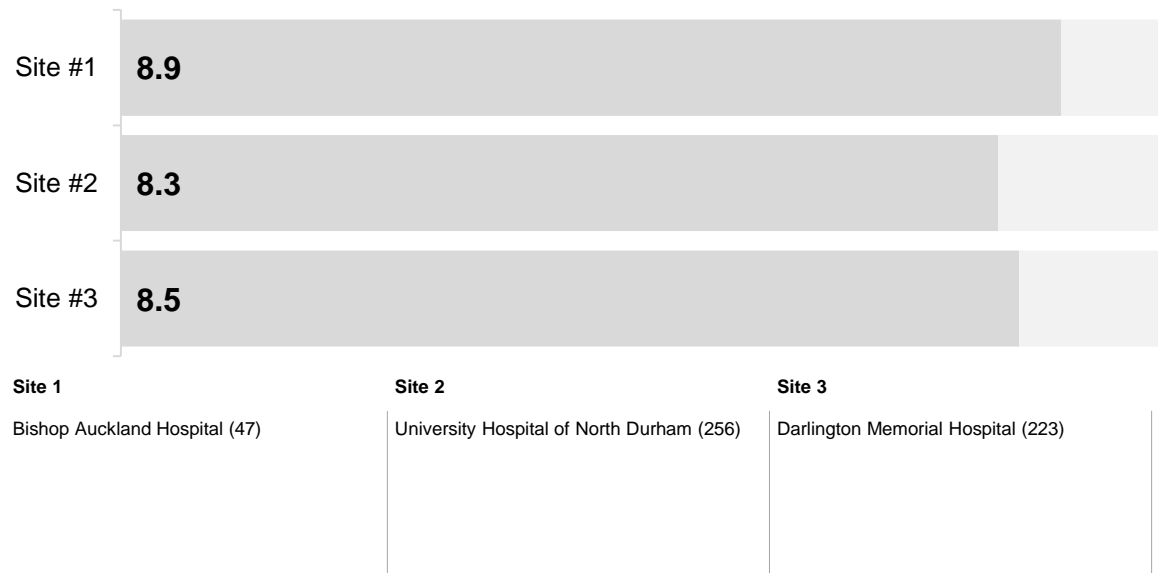 Site #1 8.9
Site #2 8.3
Site #3 8.5
Site 1 Site 2 Site 3
Bishop Auckland Hospital (47) University Hospital of North Durham (256) Darlington Memorial Hospital (223)